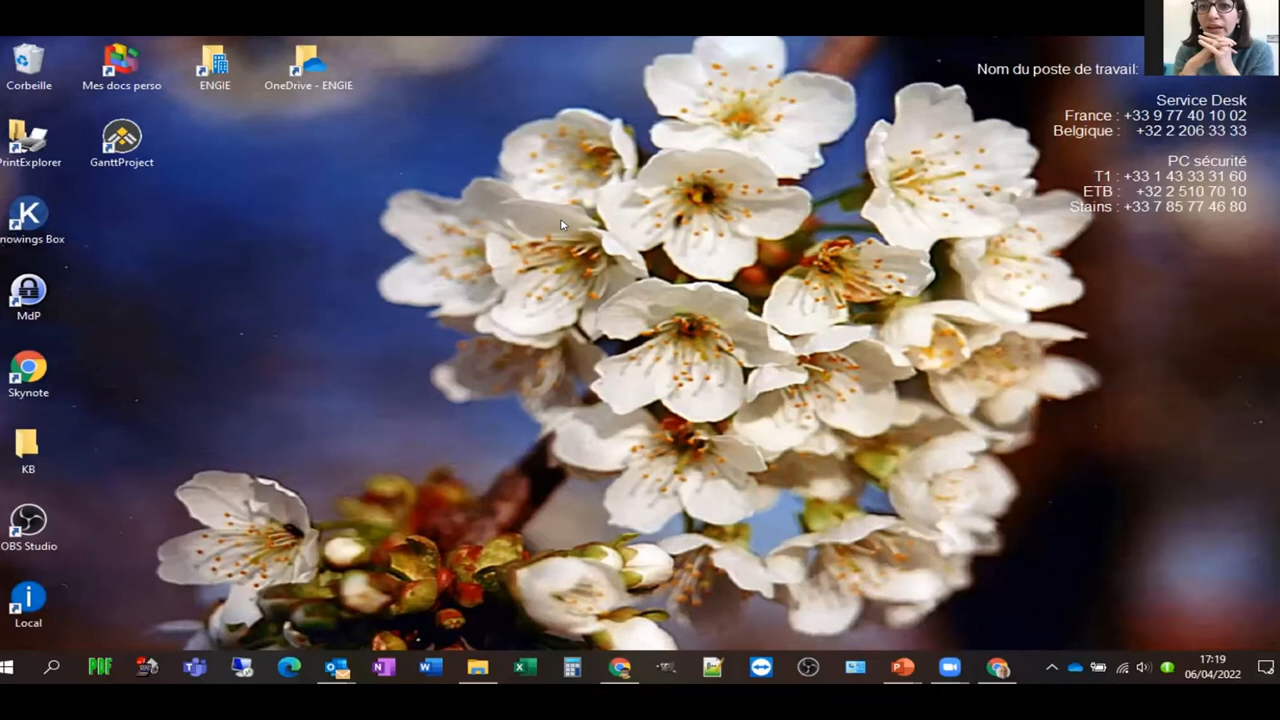 Corbeille
Mes docs perso
ENGIE
OneDrive - ENGIE
Nom du poste de travail:
Service Desk
France : +33 9 77 40 10 02
Belgique : +32 2 206 33 33
PC sécurité
T1 : +33 1 43 33 31 60
ETB : +32 2 510 70 10
Stains : +33 7 85 77 46 80
PrintExplorer
GanttProject
K
nowings Box
MdP
Skynote
KB
OBS Studio
Local
PDF
17:19
06/04/2022